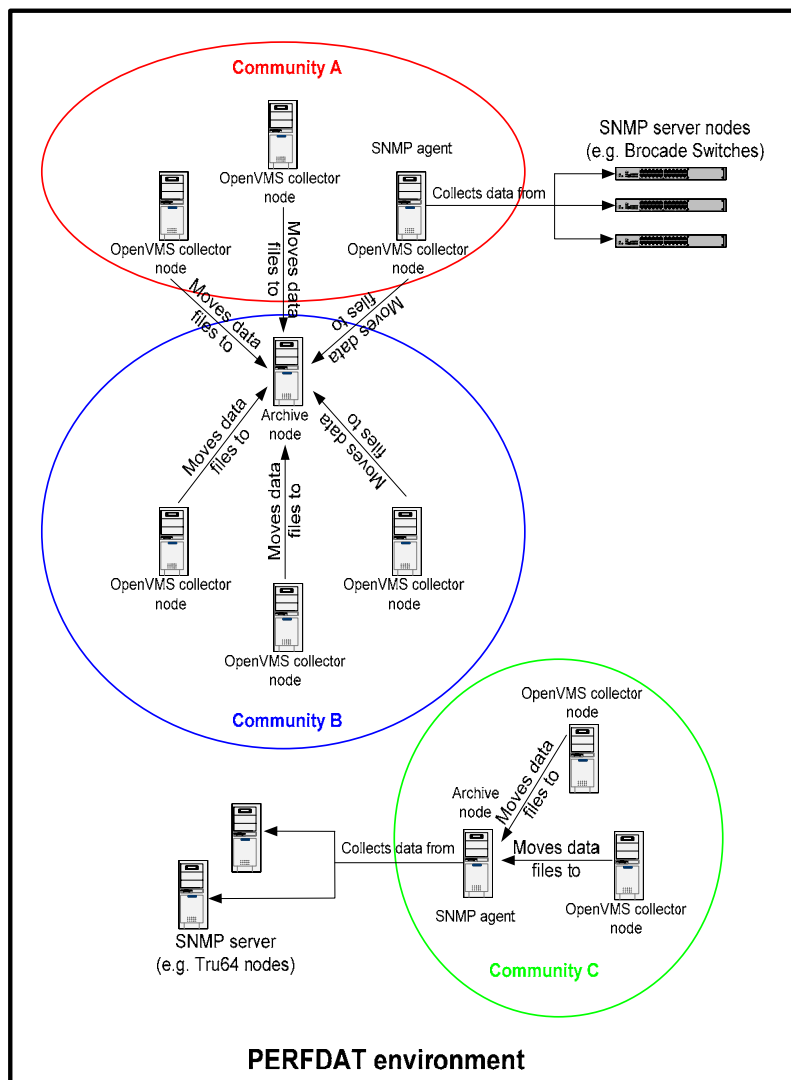 Community A
SNMP server nodes
(e.g. Brocade Switches)
SNMP agent
OpenVMS collector
node
Collects data from
OpenVMS collector
node
OpenVMS collector
node
Moves data
files to
Moves data
files to
Moves data
files to
Archive
node
Moves data
files to
Moves data
files to
Moves data
files to
OpenVMS collector
node
OpenVMS collector
node
OpenVMS collector
node
Community B
OpenVMS collector
node
Moves data
files to
Archive
node
Collects data from
Moves data
files to
SNMP agent
OpenVMS collector
node
SNMP server
(e.g. Tru64 nodes)
Community C
PERFDAT environment